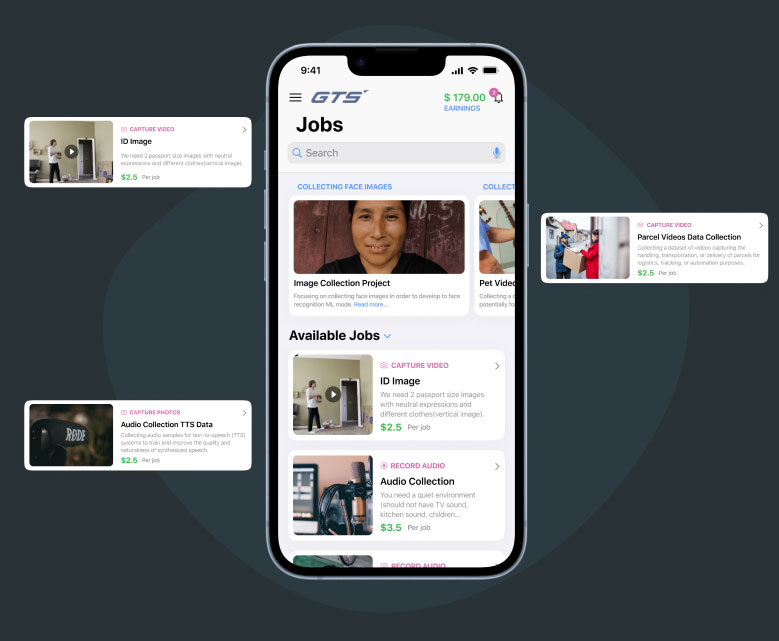 9:41
GTS
$ 179.00
3
EARNINGS
Jobs
Search
COLLECTING FACE IMAGES
COLLECT
Image Collection Project
Focusing on collecting face images in order to develop to face
recognition ML mode. Read more...
Pet Vide
Collecting a
potentially fo
Available Jobs
CAPTURE VIDEO
ID Image
We need 2 passport size images
with neutral expressions and
different clothes(vertical image).
$2.5 Per job
RECORD AUDIO
Audio Collection
You need a quiet environment
(should not have TV sound,
kitchen sound, children...
$3.5 Per job
RECORD AUDIO
CAPTURE VIDEO
ID Image
We need 2 passport size images with neutral
expressions and different clothes(vertical image).
$2.5 Per job
CAPTURE PHOTOS
Audio Collection TTS Data
Collecting audio samples for text-to-speech (TTS)
systems to train and improve the quality and
naturalness of synthesized speech.
$2.5 Per job
RØDE
CAPTURE VIDEO
Parcel Videos Data Collection
Collecting a dataset of videos capturing the
handling, transportation, or delivery of parcels for
logistics, tracking, or automation purposes.
$2.5 Per job